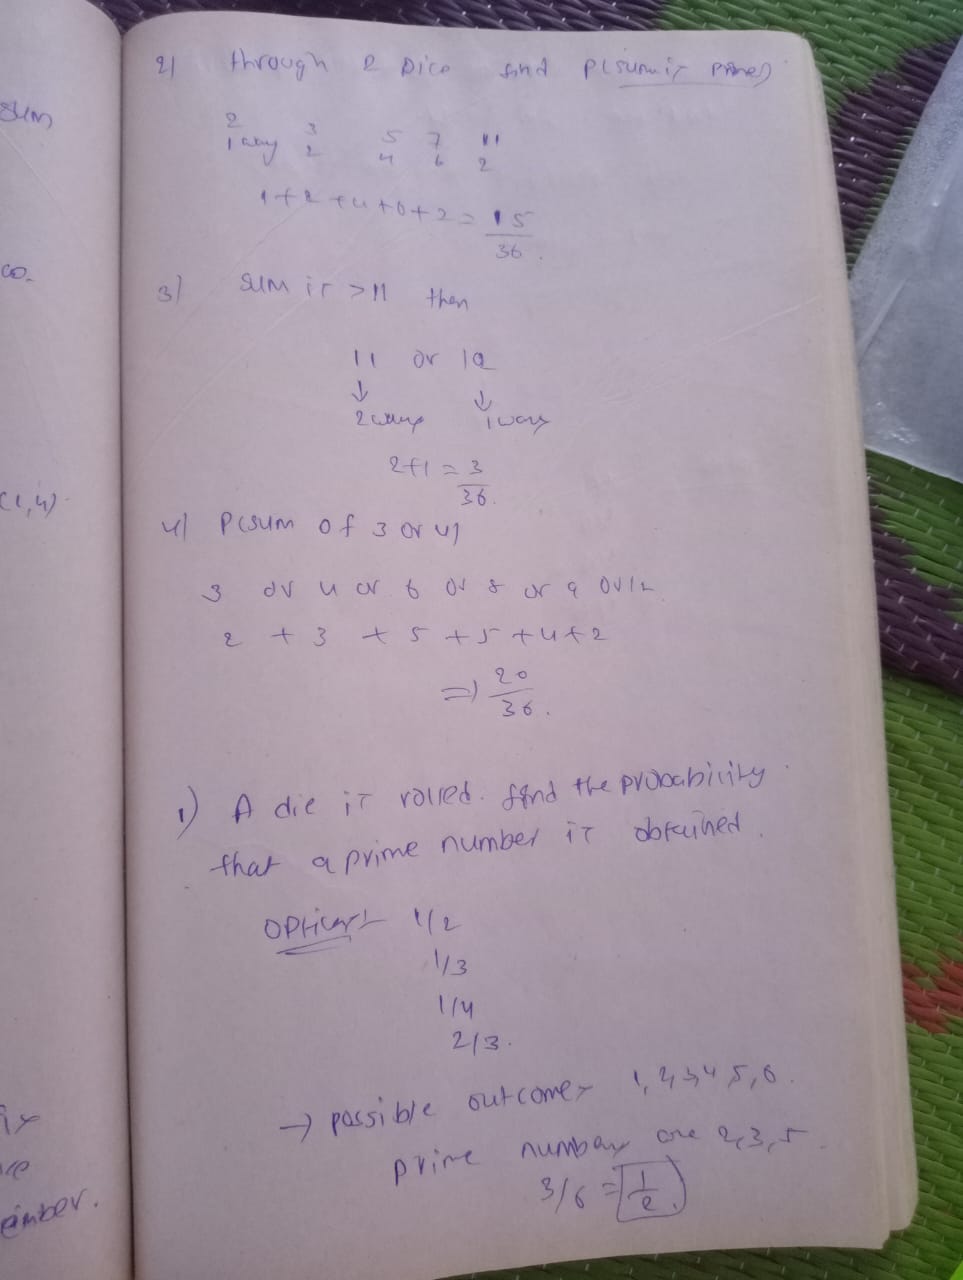 sum
co.
(1,4)
ember.
2) through 2 Dice find P(sum is prime)
2 3 5 7 11
1 way 2 4 6 2
1+2+4+6+2 = 15
36.
3) sum is >11 then
11 or 12
↓ ↓
2 ways 1 way
2+1 = 3
36.
4) P(sum of 3 or 4)
3 or 4 or 6 or 8 or 9 or 12
2 + 3 + 5 + 5 + 4 + 2
=) 20
36.
1) A die is rolled. find the probability
that a prime number is obtained.
Options 1/2
1/3
1/4
2/3.
→ possible outcomes 1, 2, 3, 4 5, 6.
prime numbers are 2, 3, 5.
3/6 = 1/2.